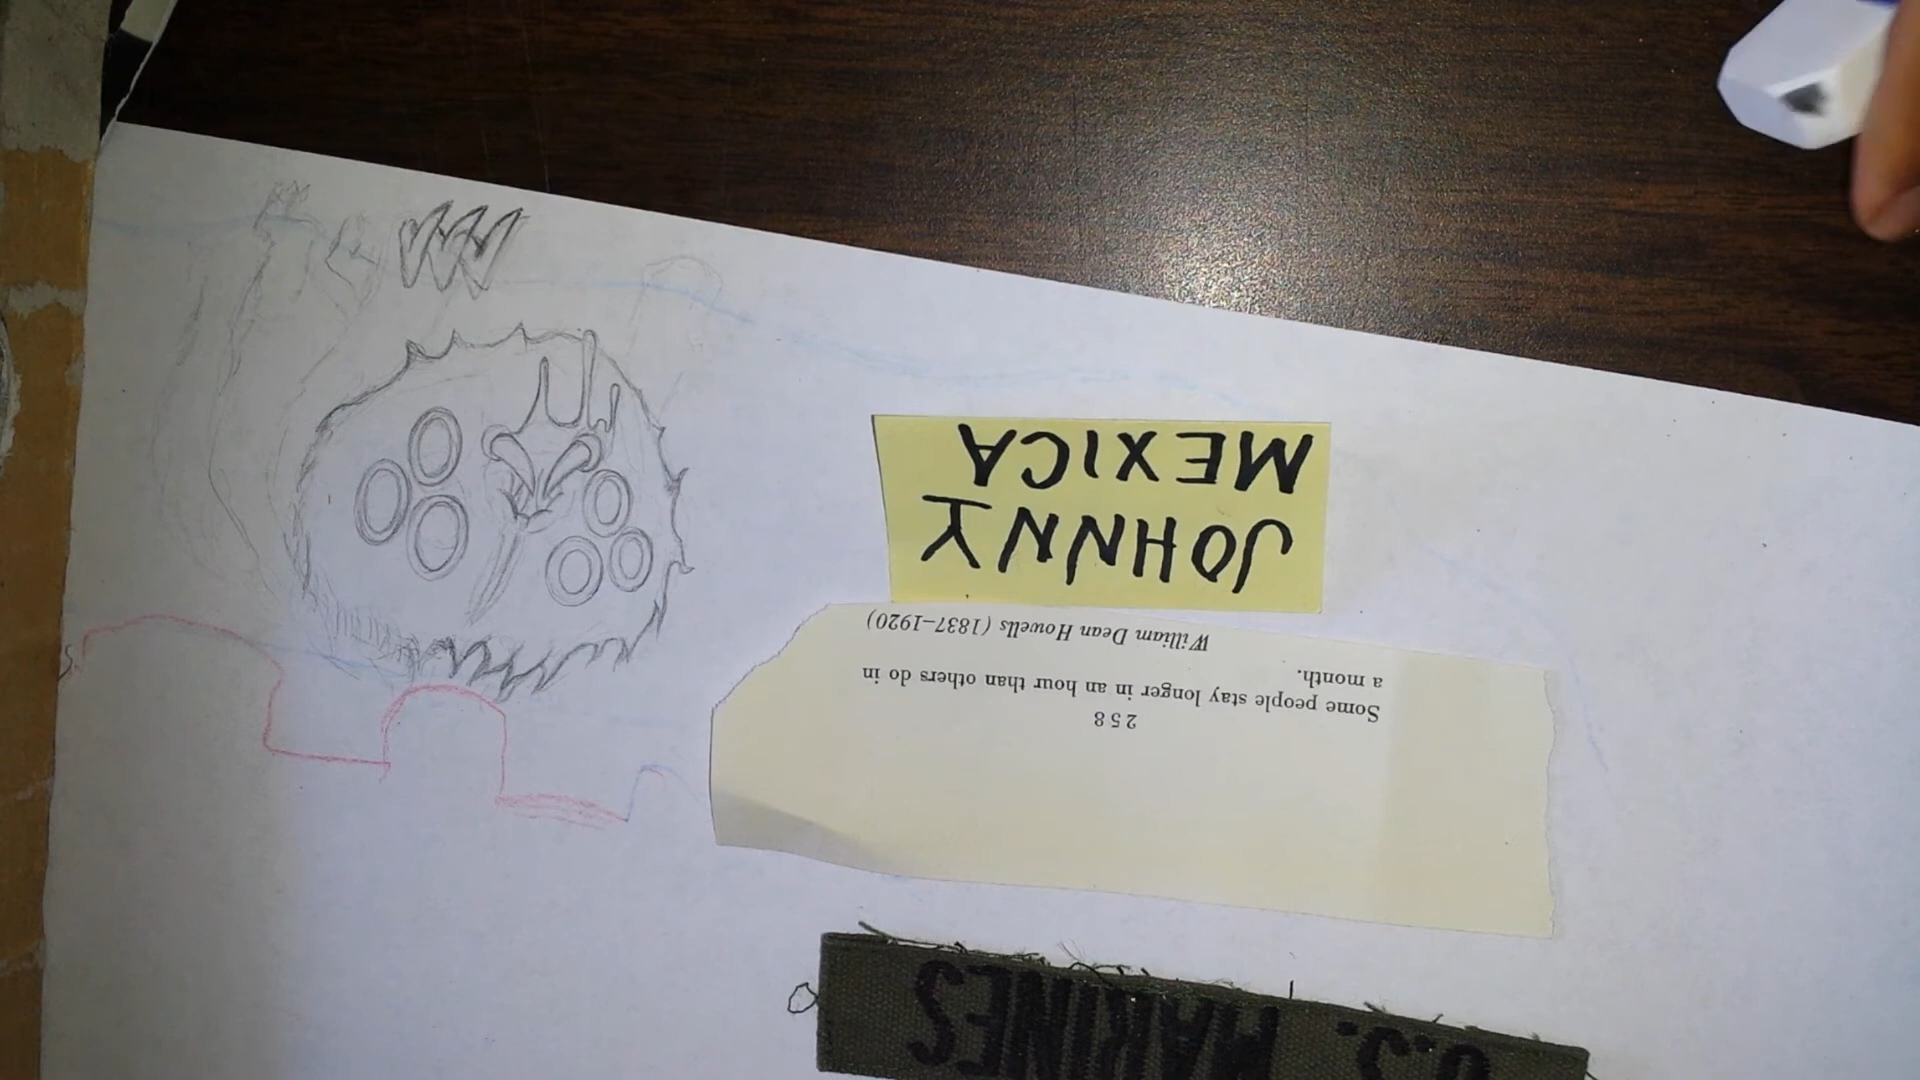 U.S. MARINES
258
Some people stay longer in an hour than others do in
a month.
William Dean Howells (1837–1920)
JOHNNY
MEXICA